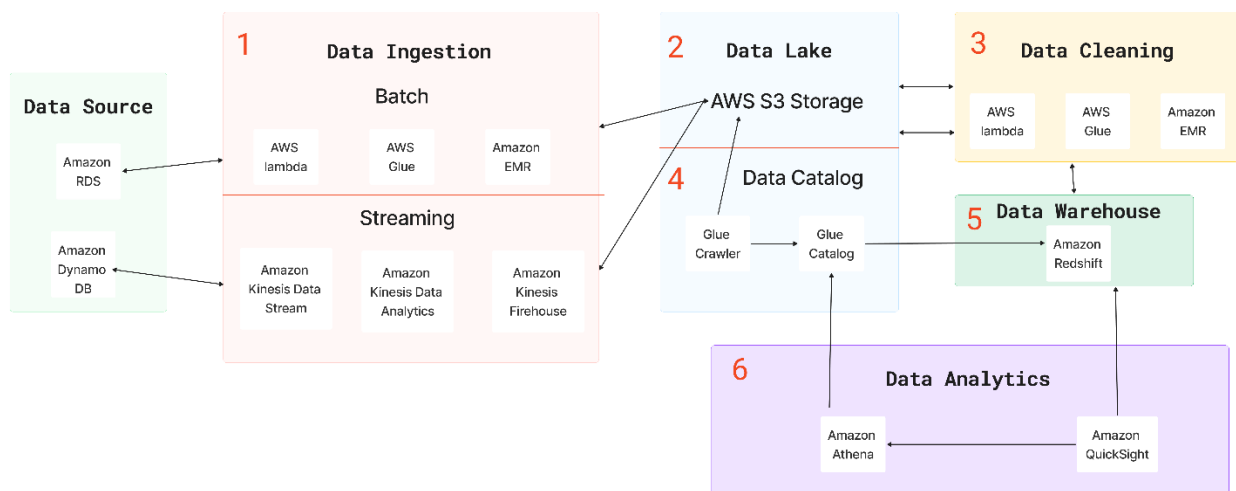 Data Source
Amazon
RDS
Amazon
Dynamo
DB
1
Data Ingestion
Batch
AWS
lambda
AWS
Glue
Amazon
EMR
Streaming
Amazon
Kinesis Data
Stream
Amazon
Kinesis Data
Analytics
Amazon
Kinesis
Firehouse
2
Data Lake
AWS S3 Storage
3
Data Cleaning
AWS
lambda
AWS
Glue
Amazon
EMR
4
Data Catalog
Glue
Crawler
Glue
Catalog
5
Data Warehouse
Amazon
Redshift
6
Data Analytics
Amazon
Athena
Amazon
QuickSight